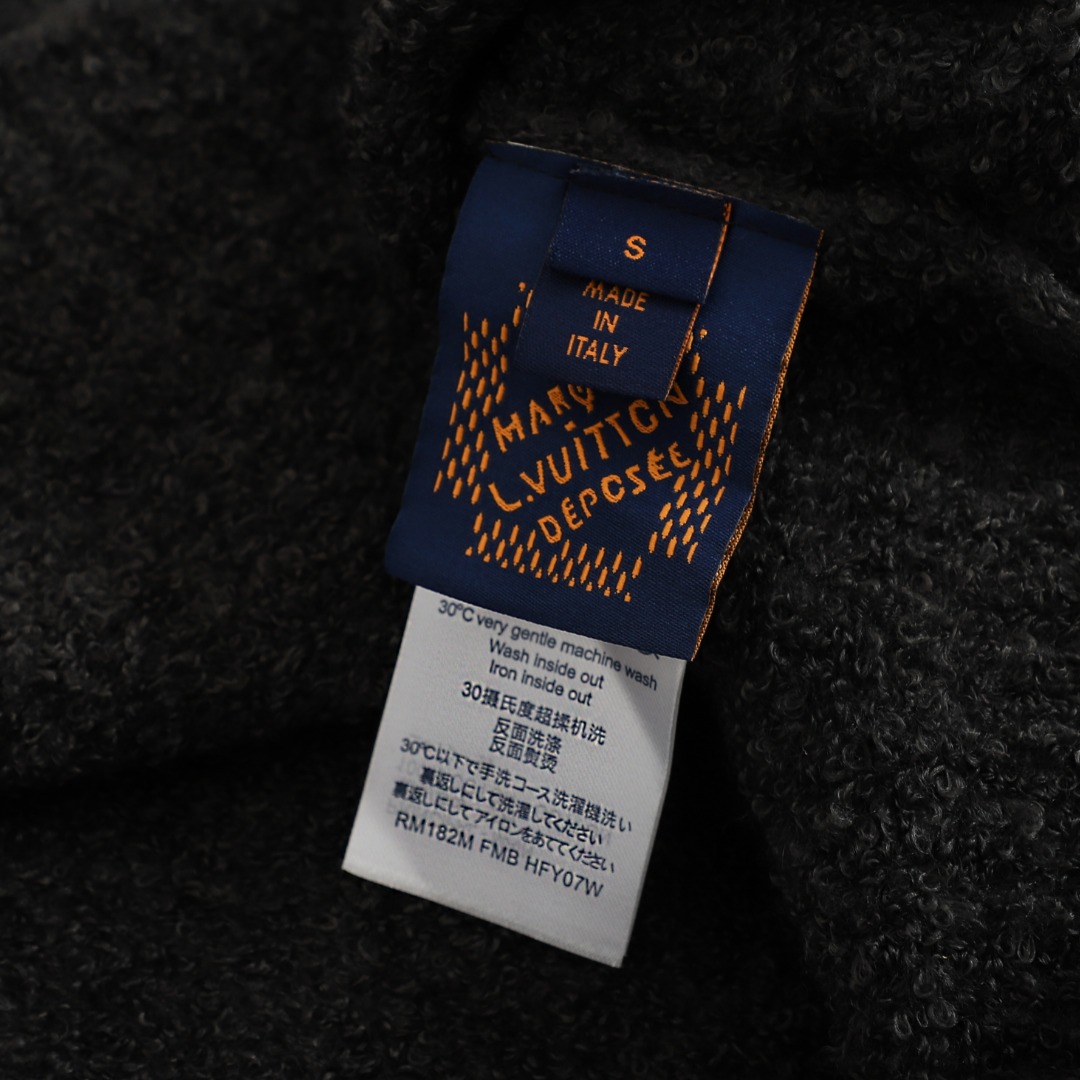 S
MADE
IN
ITALY
MARQ
L.VUITTON
DÉPOSÉE
30°C very gentle machine wash
Wash inside out
Iron inside out
30摄氏度超揉机洗
反面洗涤
反面熨烫
30℃以下で手洗コース洗濯機洗い
裏返しにして洗濯してください
裏返しにしてアイロンをあててください
RM182M FMB HFY07W